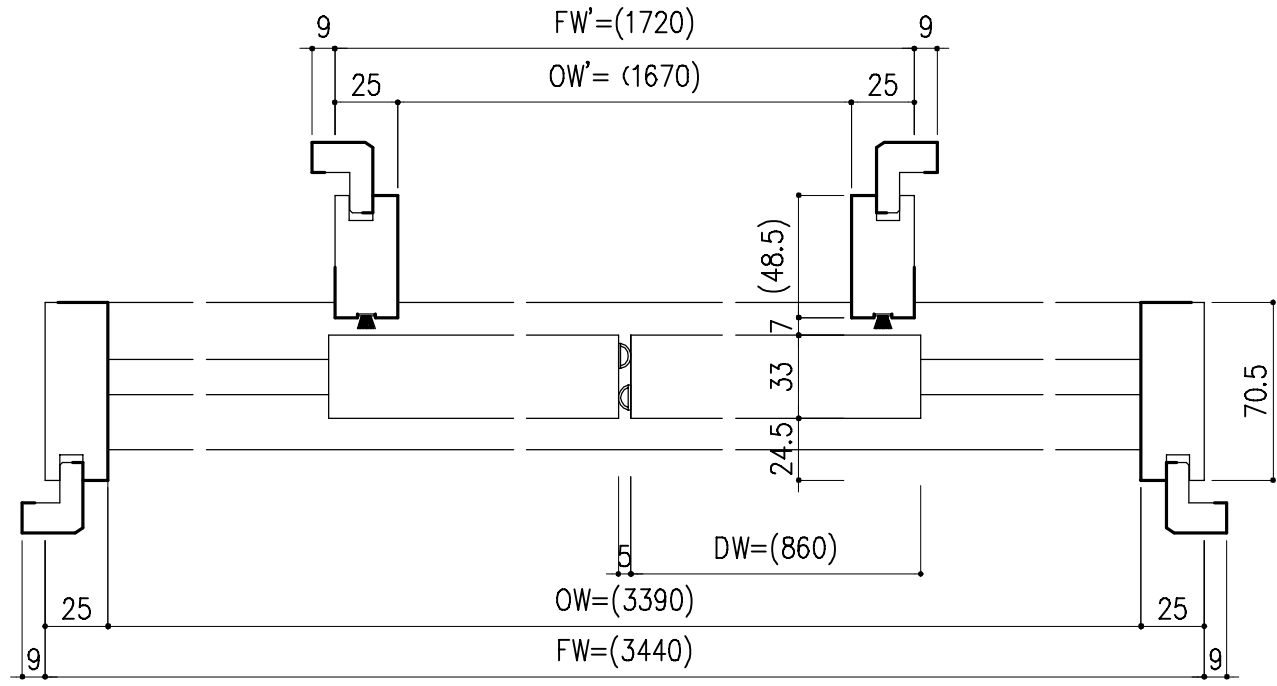 9 FW'=(1720) 9
25 OW'= (1670) 25
(48.5)
7
33
24.5
70.5
5 DW=(860)
25 OW=(3390) 25
9 FW=(3440) 9